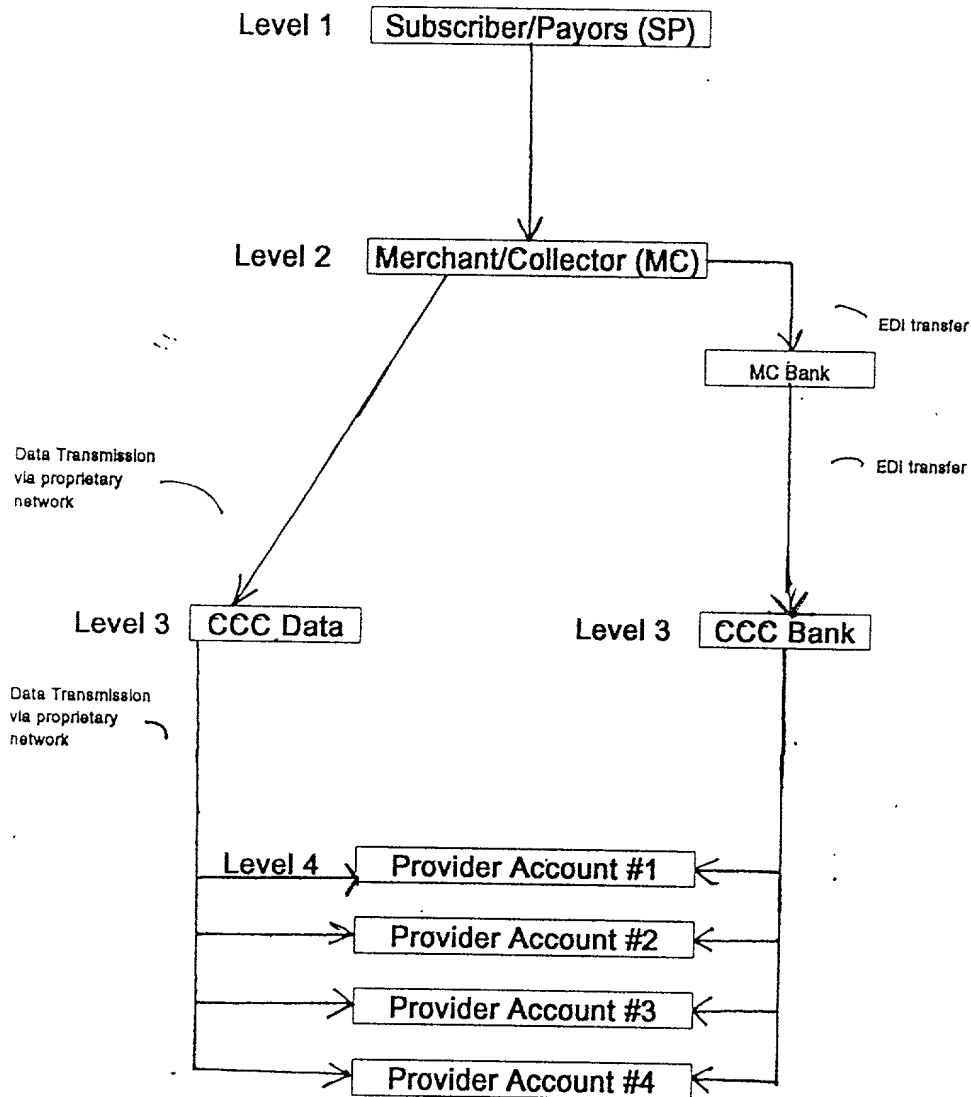 Level 1 Subscriber/Payors (SP)
Level 2 Merchant/Collector (MC)
EDI transfer
MC Bank
Data Transmission
via proprietary
network
EDI transfer
Level 3 CCC Data
Level 3 CCC Bank
Data Transmission
via proprietary
network
Level 4 Provider Account #1
Provider Account #2
Provider Account #3
Provider Account #4